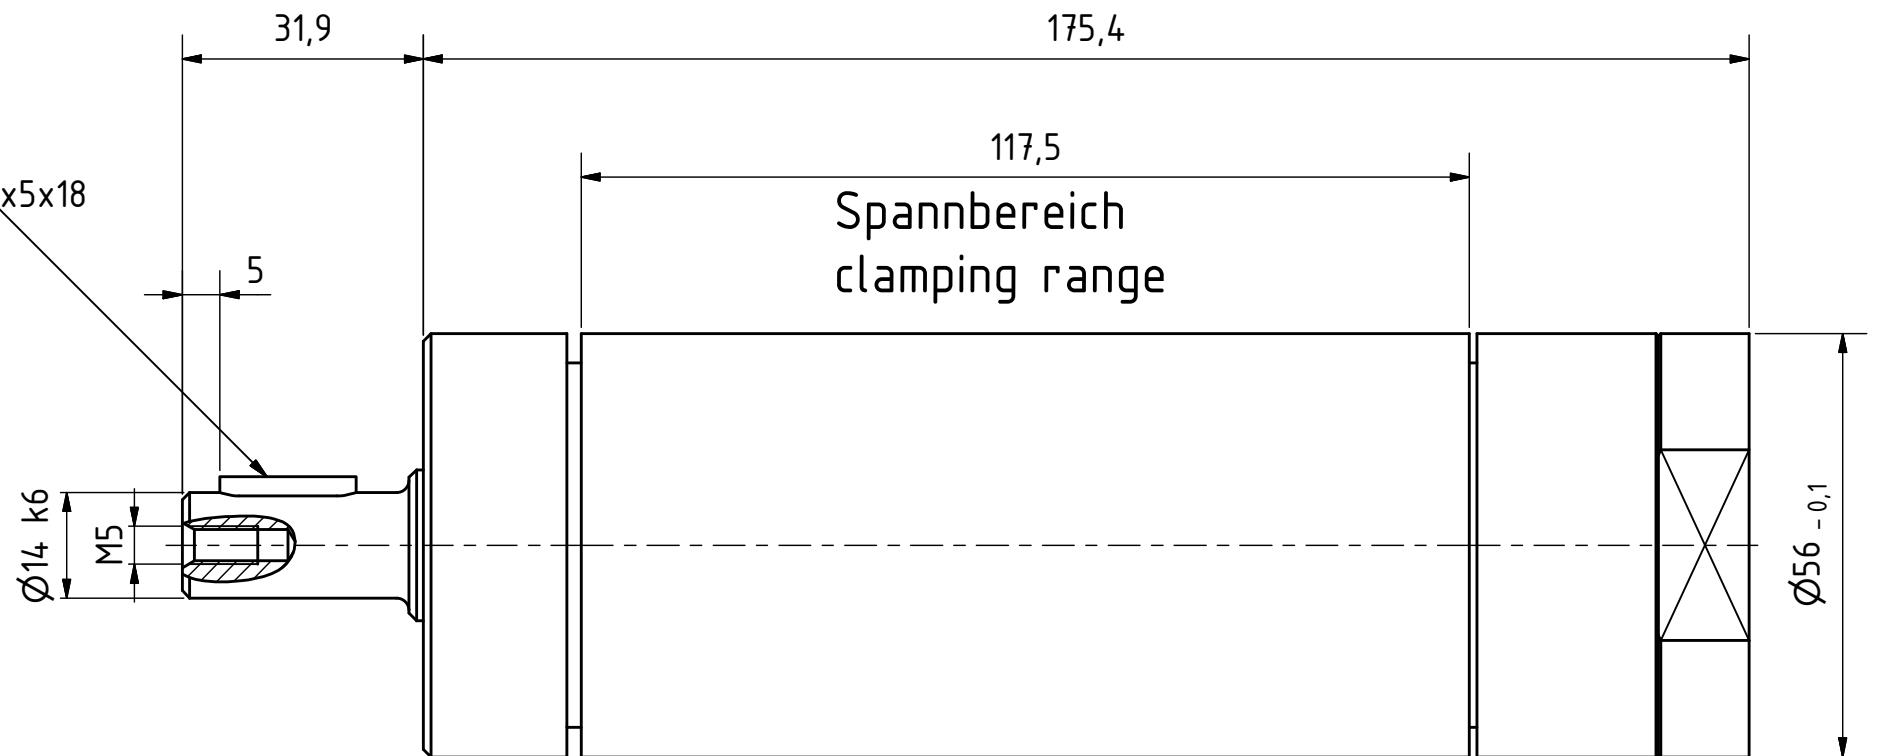 31,9
175,4
117,5
Spannbereich
clamping range
x5x18
5
Ø14 k6
M5
Ø56 - 0,1